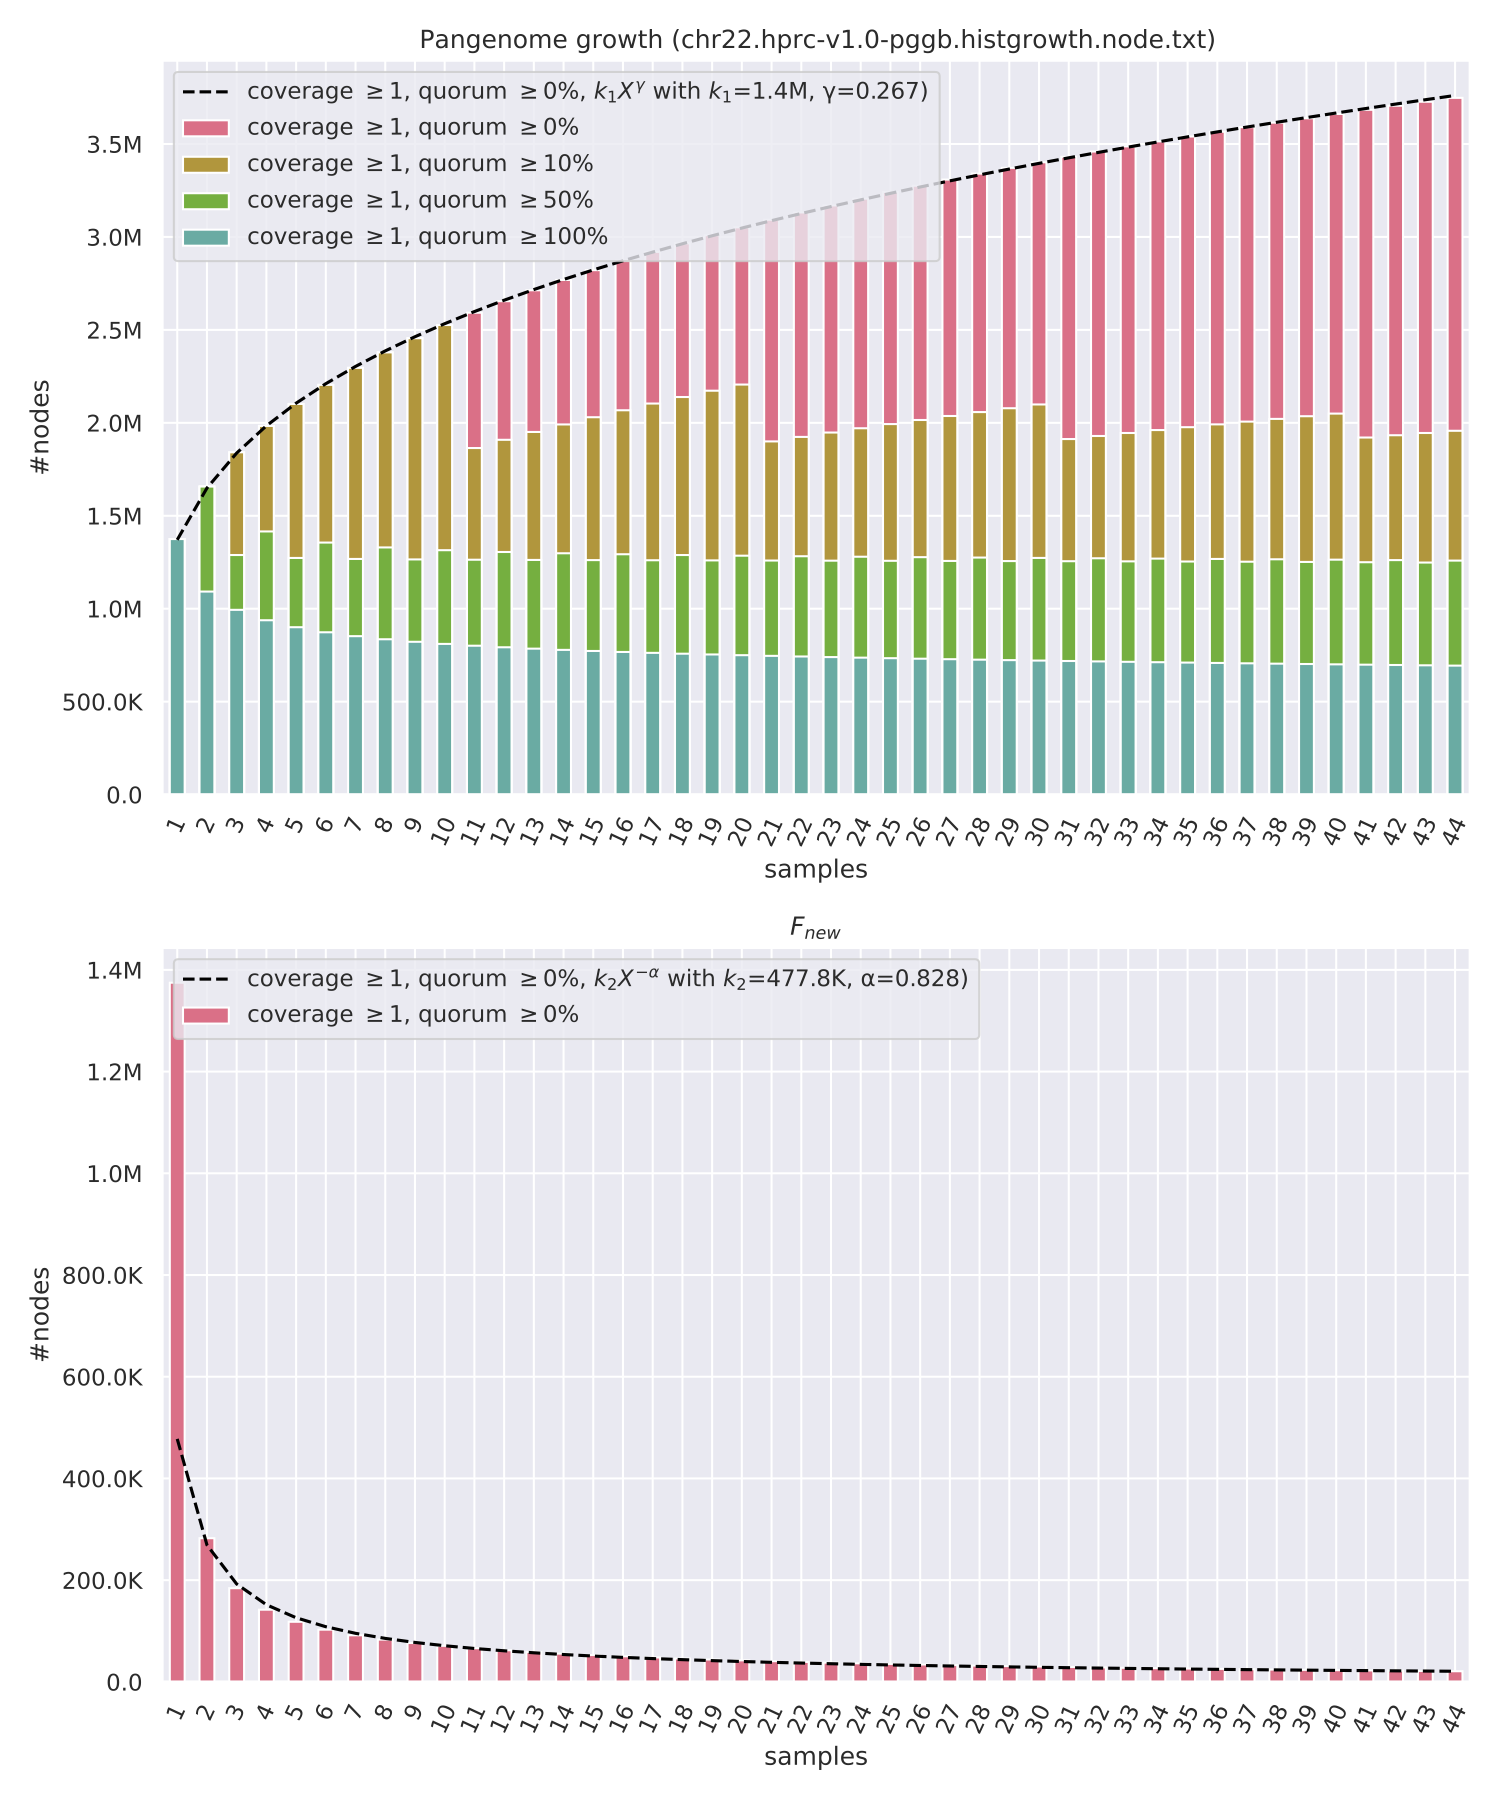 Pangenome growth (chr22.hprc-v1.0-pggb.histgrowth.node.txt)
coverage ≥1, quorum ≥0%, k₁X^γ with k₁=1.4M, γ=0.267)
coverage ≥1, quorum ≥0%
coverage ≥1, quorum ≥10%
coverage ≥1, quorum ≥50%
coverage ≥1, quorum ≥100%
#nodes
3.5M
3.0M
2.5M
2.0M
1.5M
1.0M
500.0K
0.0
1 2 3 4 5 6 7 8 9 10 11 12 13 14 15 16 17 18 19 20 21 22 23 24 25 26 27 28 29 30 31 32 33 34 35 36 37 38 39 40 41 42 43 44
samples
F_new
coverage ≥1, quorum ≥0%, k₂X^−α with k₂=477.8K, α=0.828)
coverage ≥1, quorum ≥0%
#nodes
1.4M
1.2M
1.0M
800.0K
600.0K
400.0K
200.0K
0.0
1 2 3 4 5 6 7 8 9 10 11 12 13 14 15 16 17 18 19 20 21 22 23 24 25 26 27 28 29 30 31 32 33 34 35 36 37 38 39 40 41 42 43 44
samples